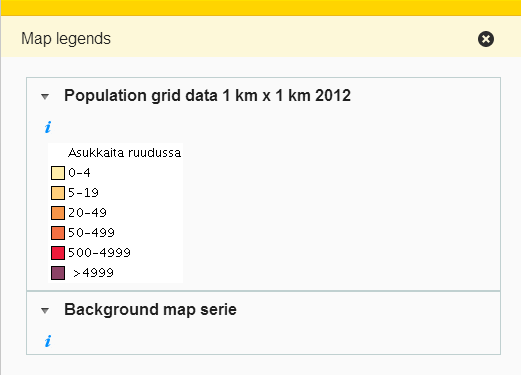 Map legends
Population grid data 1 km x 1 km 2012
i
Asukkaita ruudussa
0-4
5-19
20-49
50-499
500-4999
>4999
Background map serie
i